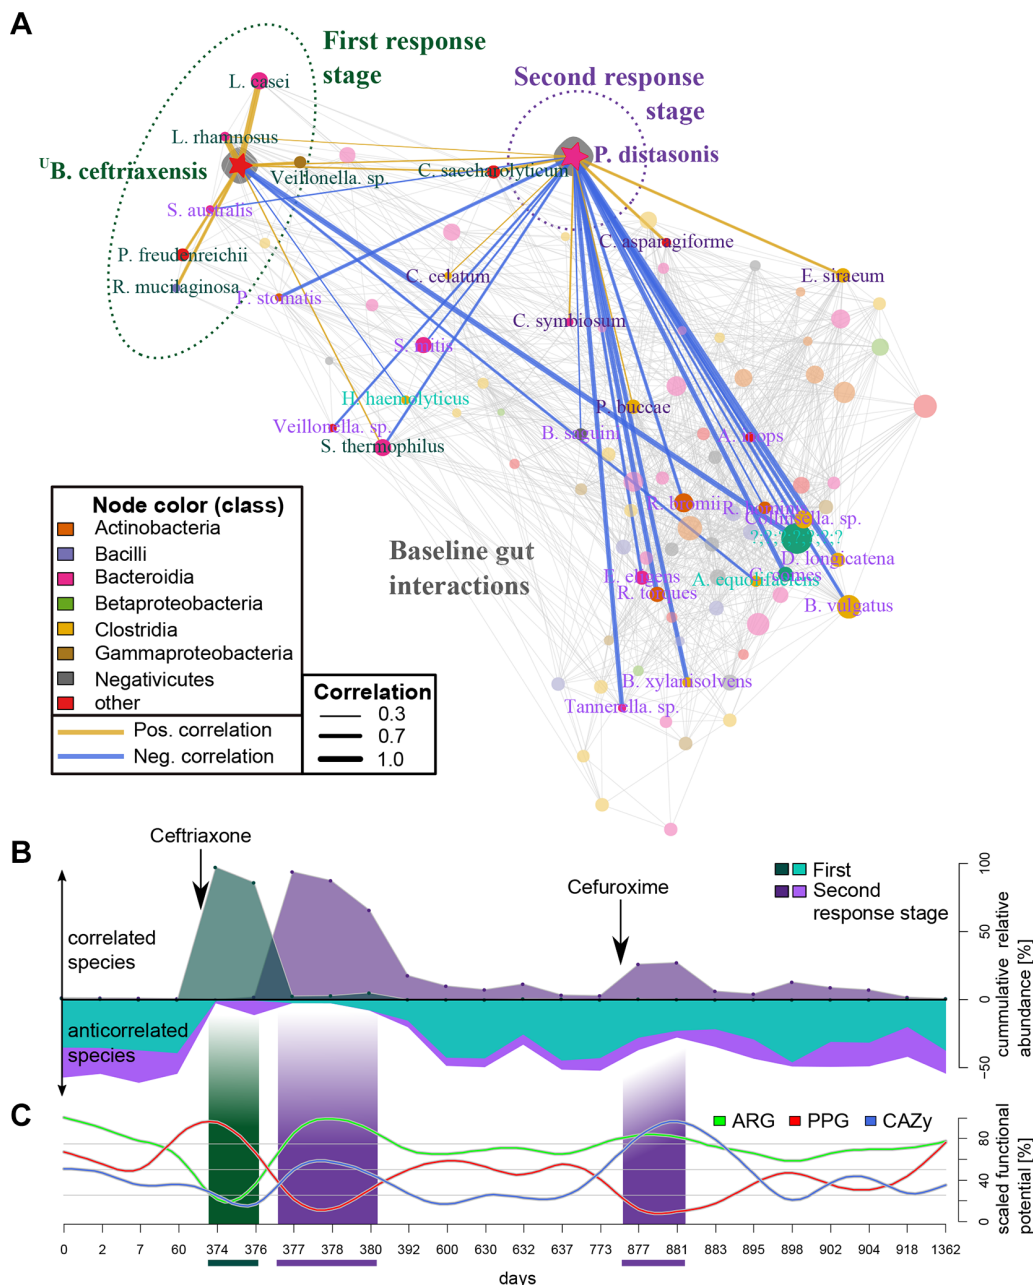 A
First response
stage
Second response
stage
L. casei
L. rhamnosus
UB. ceftriaxensis
Veillonella. sp.
C. saccharolyticum
P. distasonis
S. australis
P. freudenreichii
R. mucilaginosa
P. stomatis
C. celatum
C. asparagiforme
E. siraeum
C. symbiosum
S. mitis
H. haemolyticus
P. buccae
Veillonella. sp.
S. thermophilus
B. saguini
R. bromii
Collinsella. sp.
D. longicatena
Baseline gut
interactions
E. eligens
R. torques
A. equolifaciens
C. comes
B. vulgatus
B. xylanisolvens
Tannerella. sp.
Node color (class)
Actinobacteria
Bacilli
Bacteroidia
Betaproteobacteria
Clostridia
Gammaproteobacteria
Negativicutes
other
Pos. correlation
Neg. correlation
Correlation
0.3
0.7
1.0
B
Ceftriaxone
Cefuroxime
First
Second
response stage
correlated
species
anticorrelated
species
100
50
0
−50
cummulative relative
abundance [%]
C
ARG PPG CAZy
80
40
0
scaled functional
potential [%]
0 2 7 60 374 376 377 378 380 392 600 630 632 637 773 877 881 883 895 898 902 904 918 1362
days